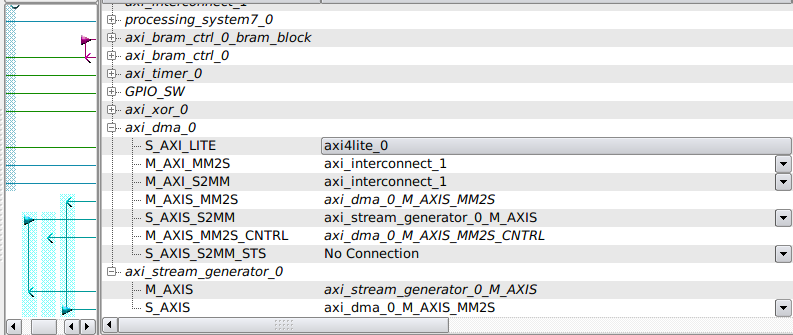 axi_interconnect_1
processing_system7_0
axi_bram_ctrl_0_bram_block
axi_bram_ctrl_0
axi_timer_0
GPIO_SW
axi_xor_0
axi_dma_0
S_AXI_LITE axi4lite_0
M_AXI_MM2S axi_interconnect_1
M_AXI_S2MM axi_interconnect_1
M_AXIS_MM2S axi_dma_0_M_AXIS_MM2S
S_AXIS_S2MM axi_stream_generator_0_M_AXIS
M_AXIS_MM2S_CNTRL axi_dma_0_M_AXIS_MM2S_CNTRL
S_AXIS_S2MM_STS No Connection
axi_stream_generator_0
M_AXIS axi_stream_generator_0_M_AXIS
S_AXIS axi_dma_0_M_AXIS_MM2S